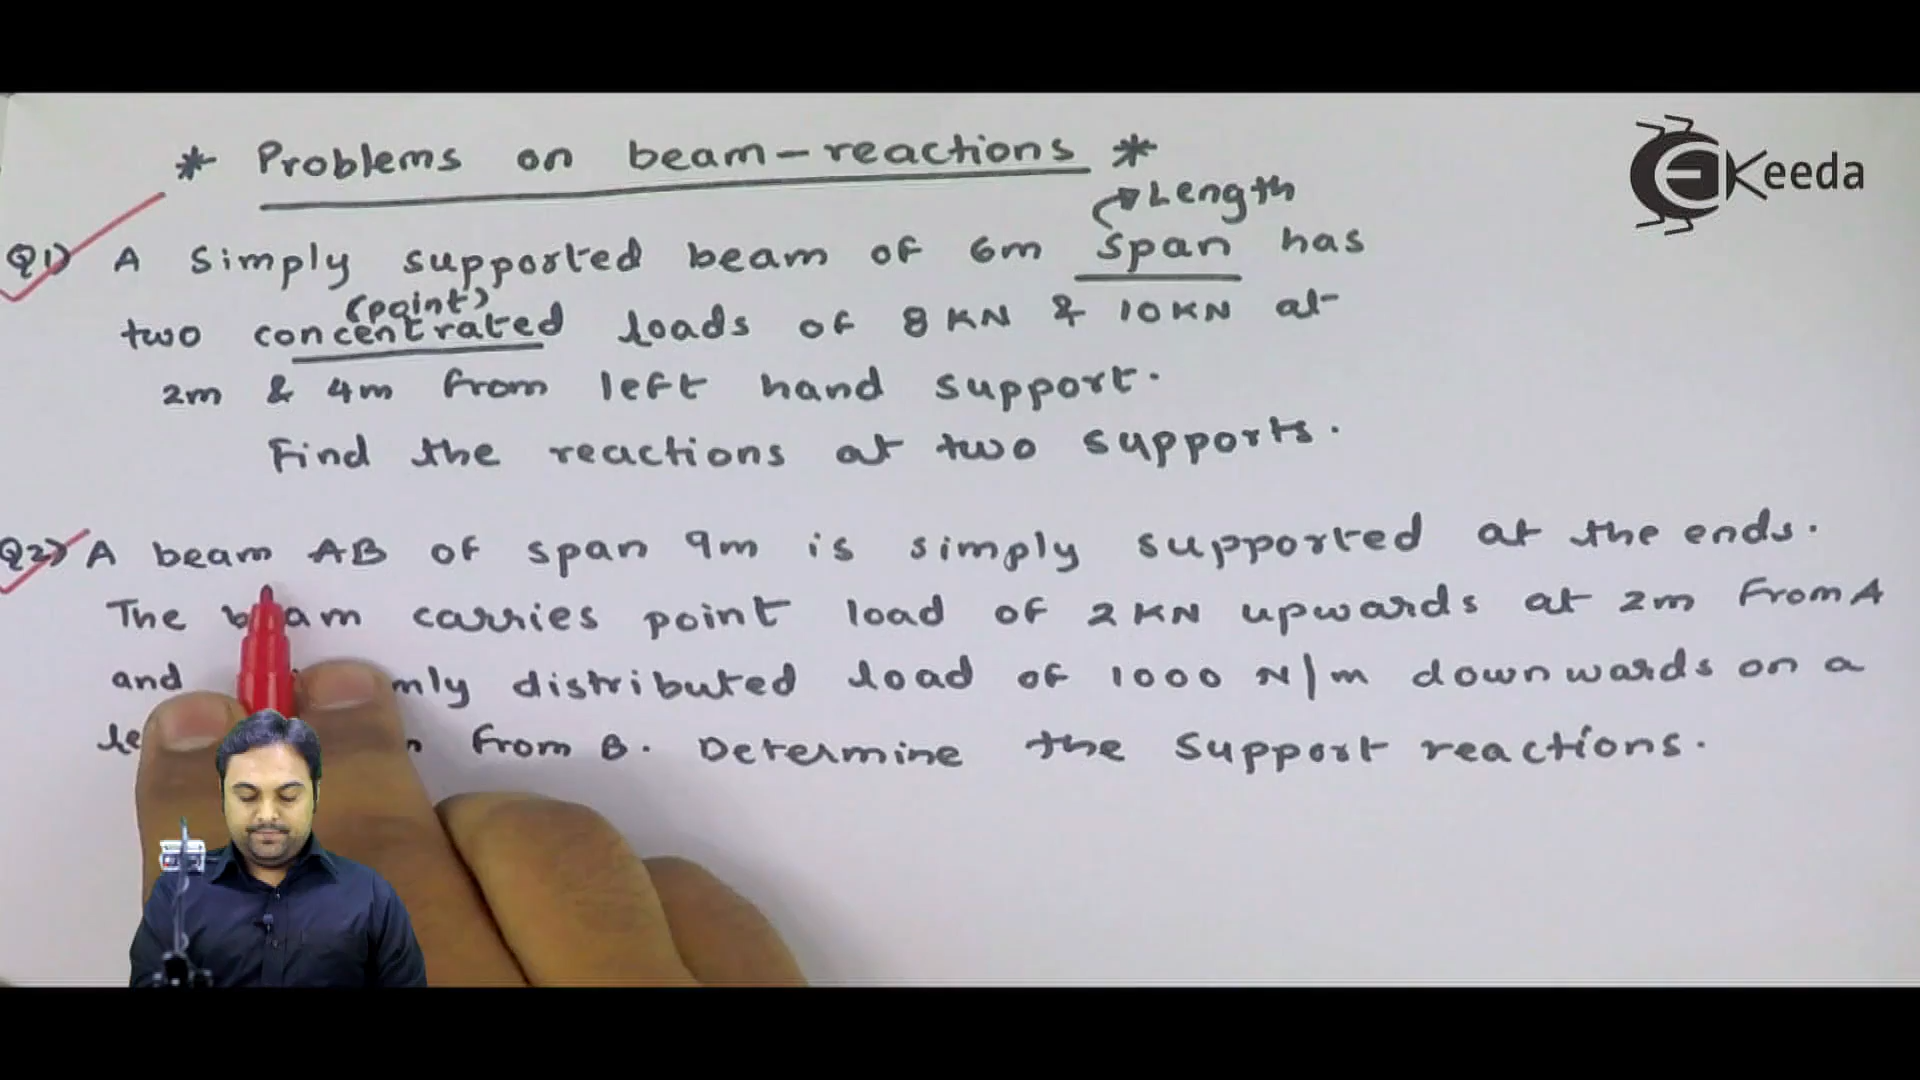 * Problems on beam-reactions *
Length
Q1) A simply supported beam of 6m span has
(point)
two concentrated loads of 8 KN & 10 KN at
2m & 4m from left hand support.
Find the reactions at two supports.
Q2) A beam AB of span 9m is simply supported at the ends.
The beam carries point load of 2 KN upwards at 2m from A
and mly distributed load of 1000 N/m downwards on a
from B. Determine the support reactions.
EKeeda